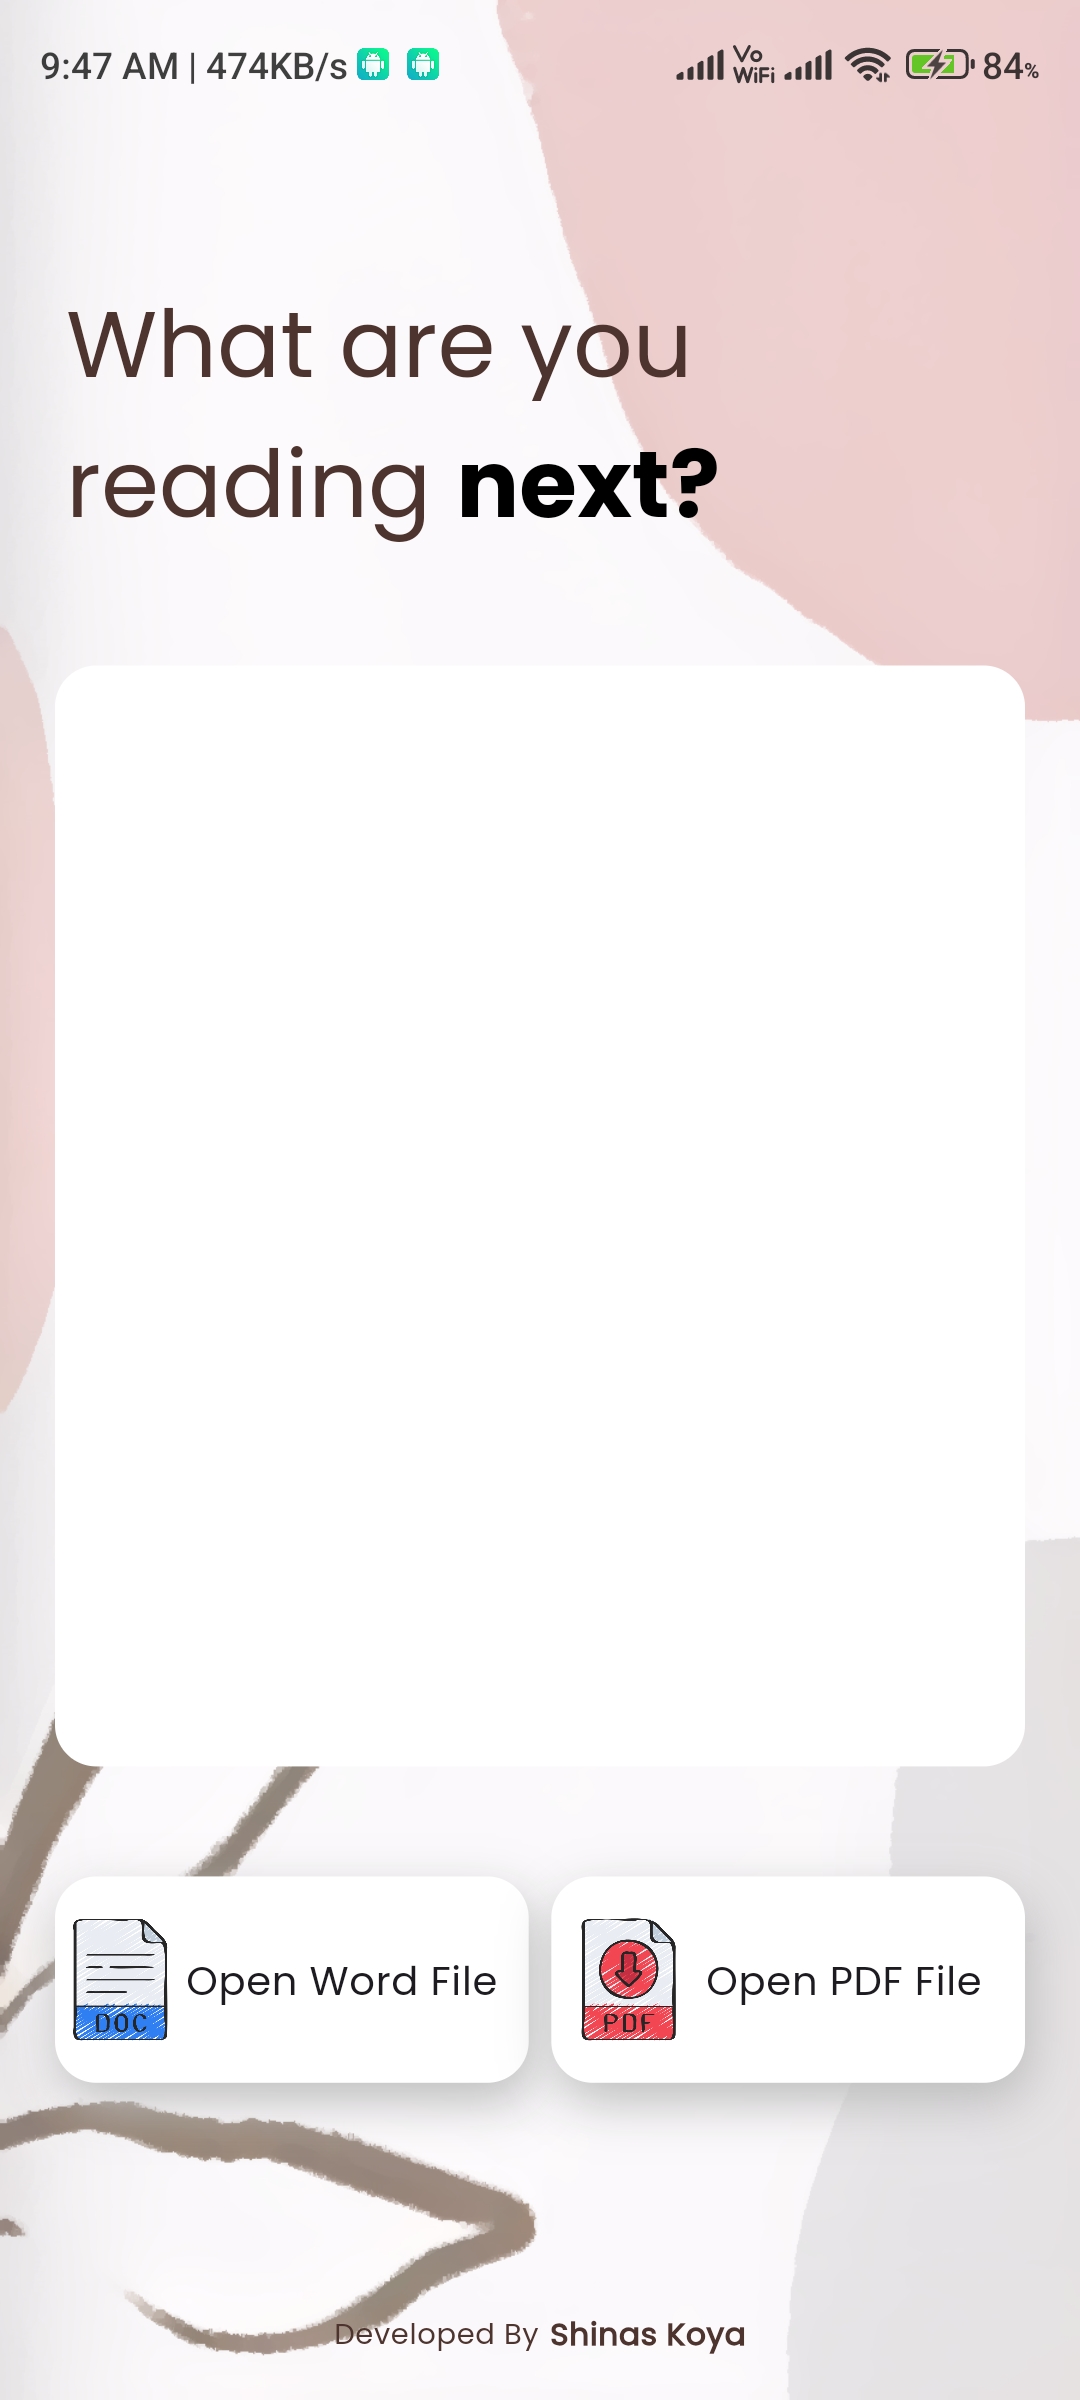 9:47 AM | 474KB/s Vo WiFi 84%
What are you
reading next?
DOC Open Word File
PDF Open PDF File
Developed By Shinas Koya